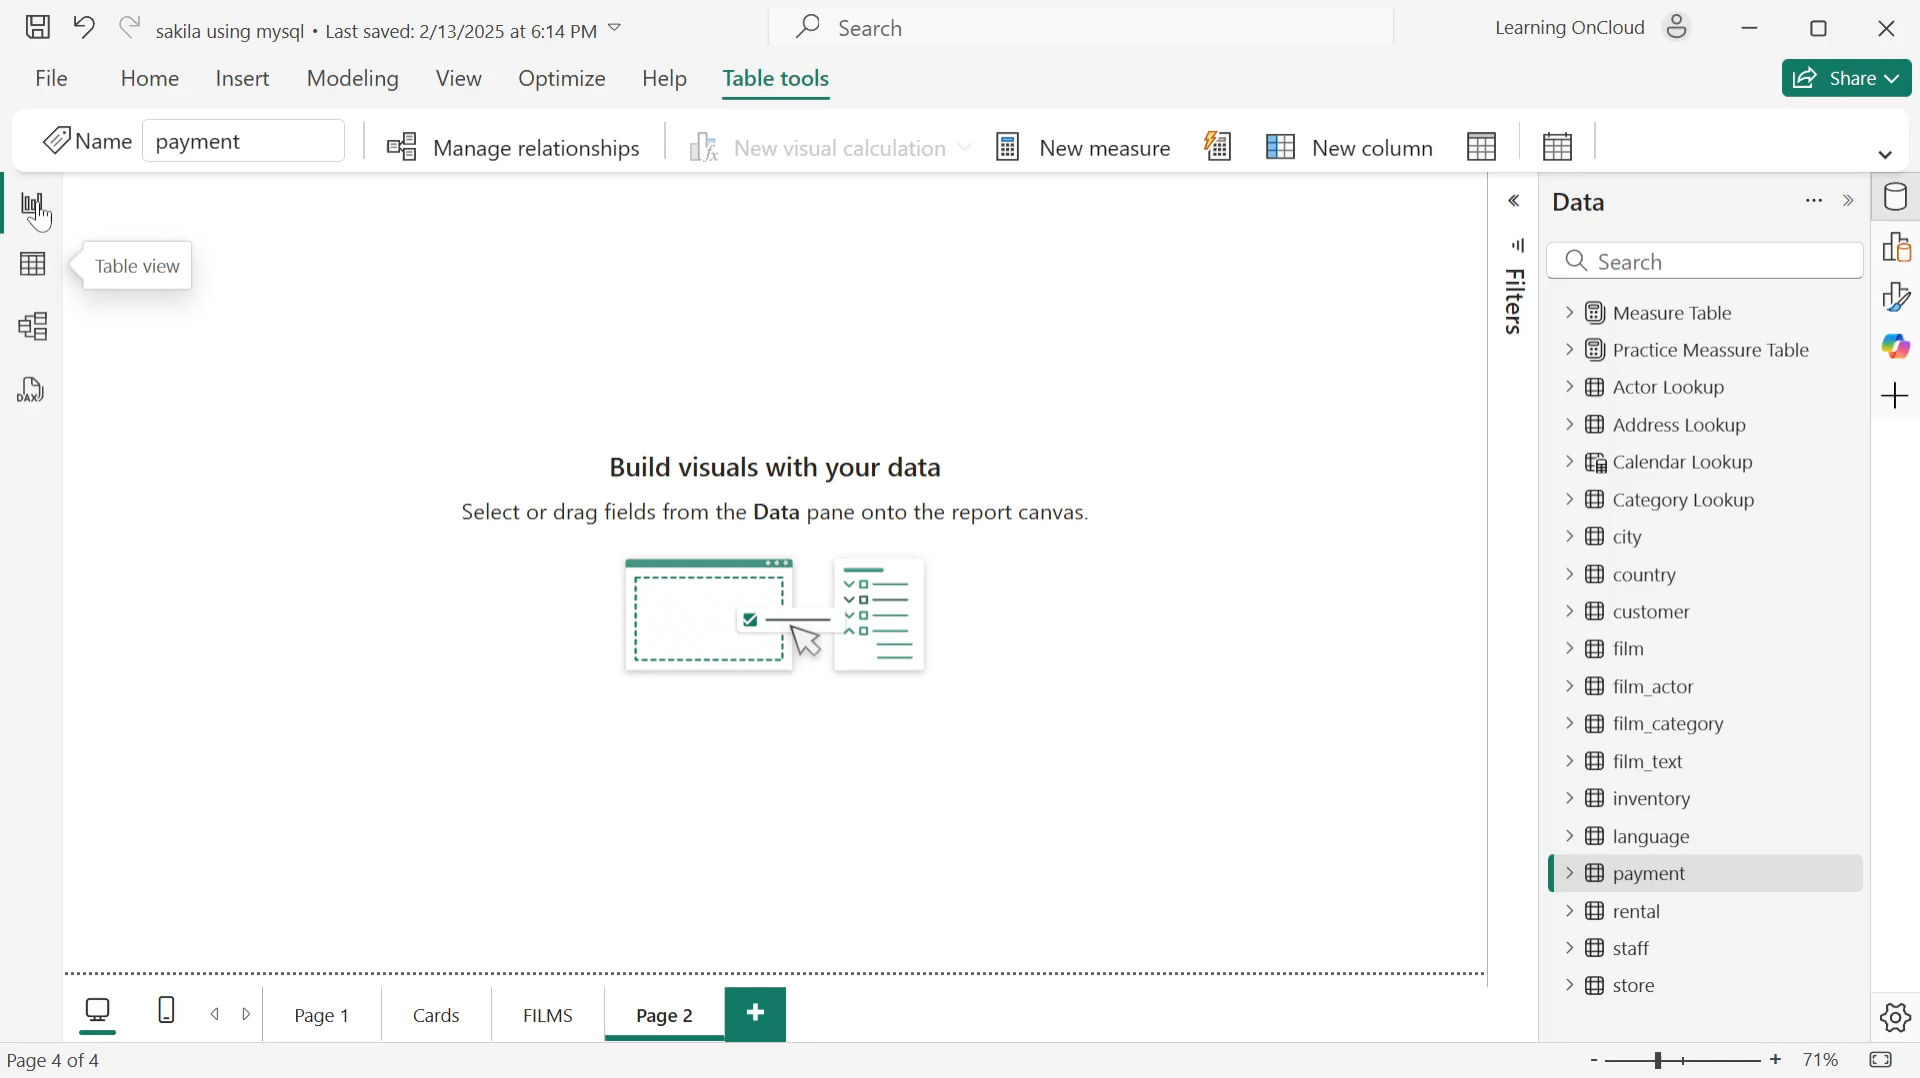 sakila using mysql • Last saved: 2/13/2025 at 6:14 PM
Search
Learning OnCloud
File
Home
Insert
Modeling
View
Optimize
Help
Table tools
Share
Name
payment
Manage relationships
New visual calculation
New measure
New column
Table view
DAX
Build visuals with your data
Select or drag fields from the Data pane onto the report canvas.
Filters
Data
Search
Measure Table
Practice Meassure Table
Actor Lookup
Address Lookup
Calendar Lookup
Category Lookup
city
country
customer
film
film_actor
film_category
film_text
inventory
language
payment
rental
staff
store
Page 1
Cards
FILMS
Page 2
Page 4 of 4
71%